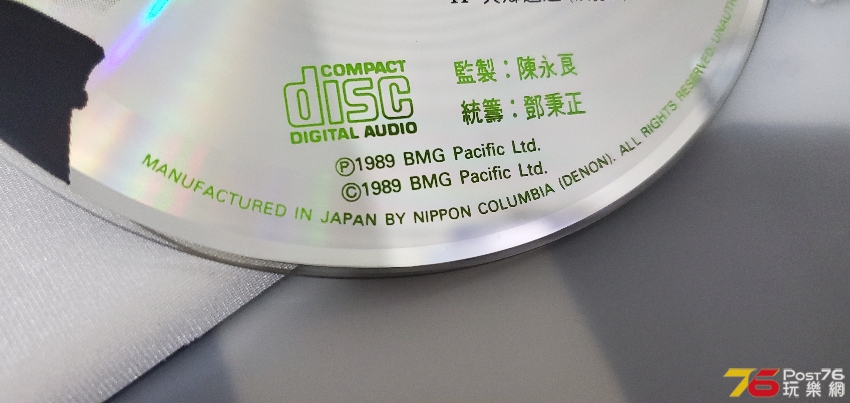 COMPACT
disc
DIGITAL AUDIO
監製：陳永良
統籌：鄧秉正
Ⓟ1989 BMG Pacific Ltd.
©1989 BMG Pacific Ltd.
MANUFACTURED IN JAPAN BY NIPPON COLUMBIA (DENON). ALL RIGHTS RESERVED.
76 Post76
玩樂網